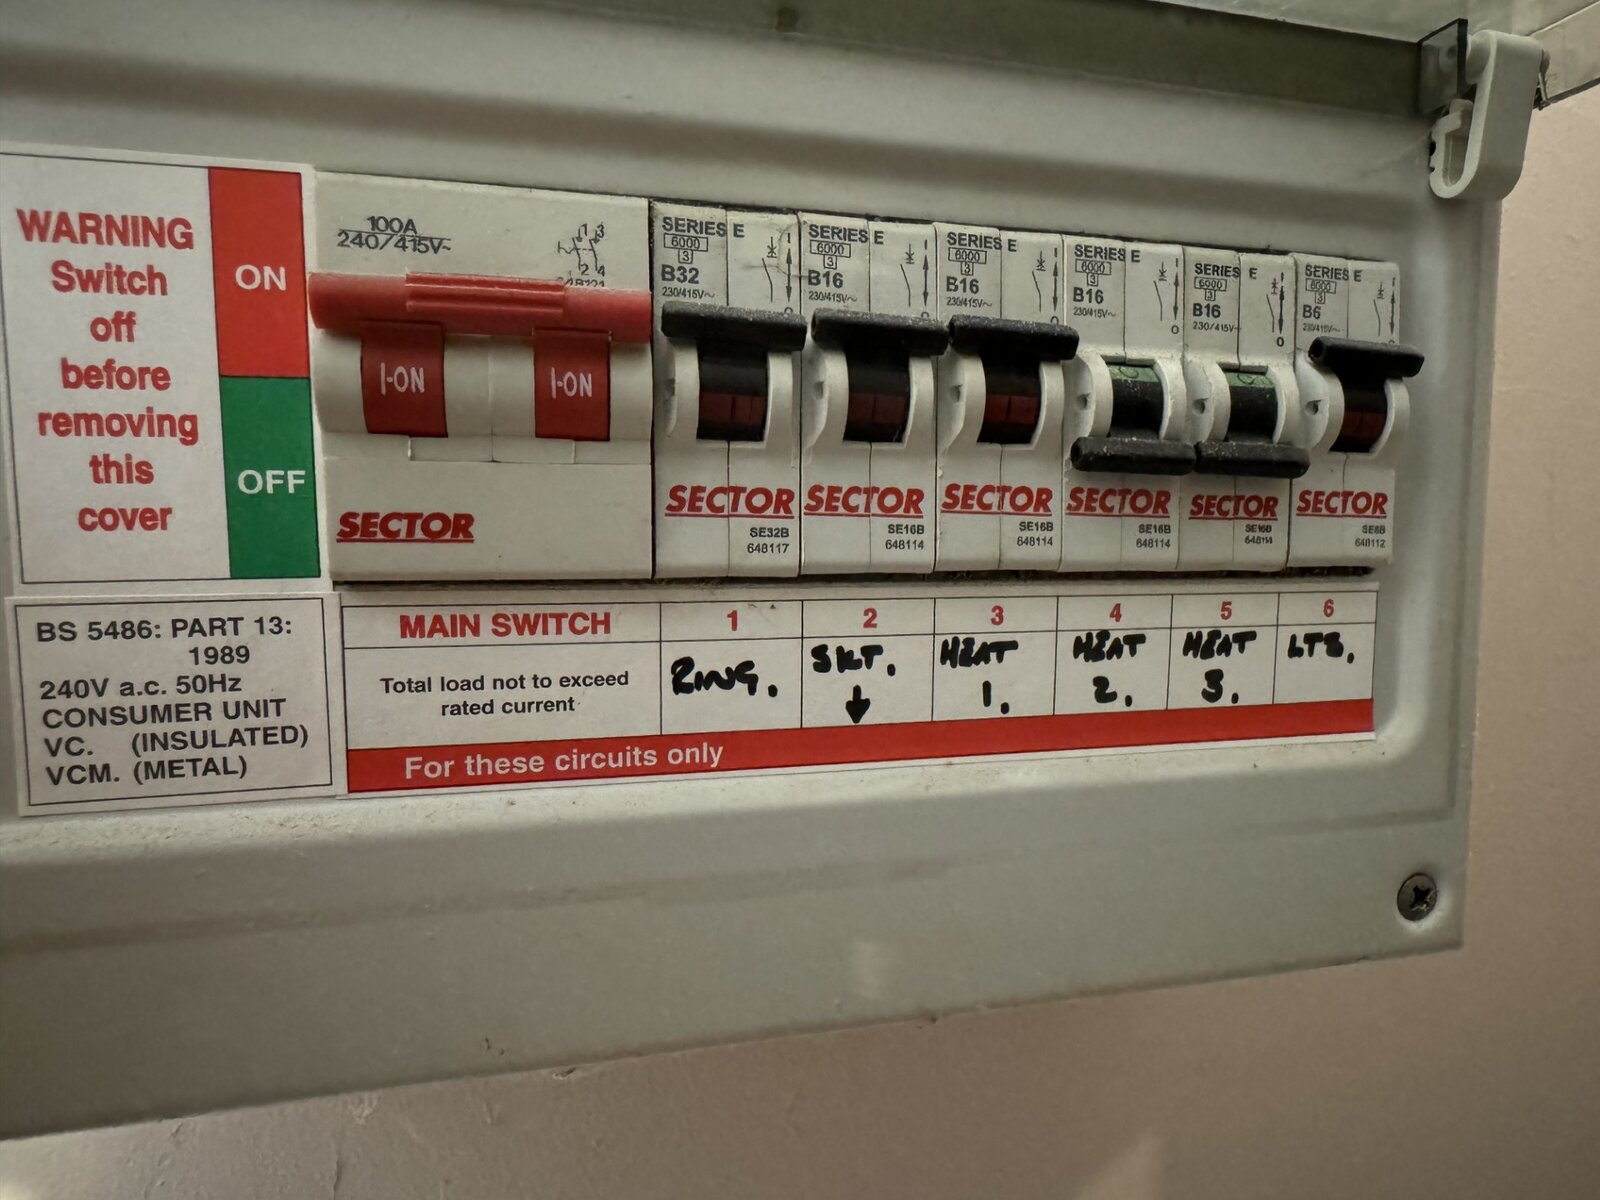 WARNING
Switch
off
before
removing
this
cover
ON
OFF
100A
240/415V~
I-ON
I-ON
SECTOR
SERIES E
6000
3
B32
230/415V~
SECTOR
SE32B
648117
SERIES E
6000
3
B16
230/415V~
SECTOR
SE16B
648114
SERIES E
6000
3
B16
230/415V~
SECTOR
SE16B
648114
SERIES E
6000
3
B16
230/415V~
SECTOR
SE16B
648114
SERIES E
6000
3
B16
230/415V~
SECTOR
SE16B
648114
SERIES E
6000
3
B6
230/415V~
SECTOR
SE6B
648112
BS 5486: PART 13:
1989
240V a.c. 50Hz
CONSUMER UNIT
VC. (INSULATED)
VCM. (METAL)
MAIN SWITCH
Total load not to exceed
rated current
1 2 3 4 5 6
RING.
SKT.
HEAT
1.
HEAT
2.
HEAT
3.
LTS.
For these circuits only